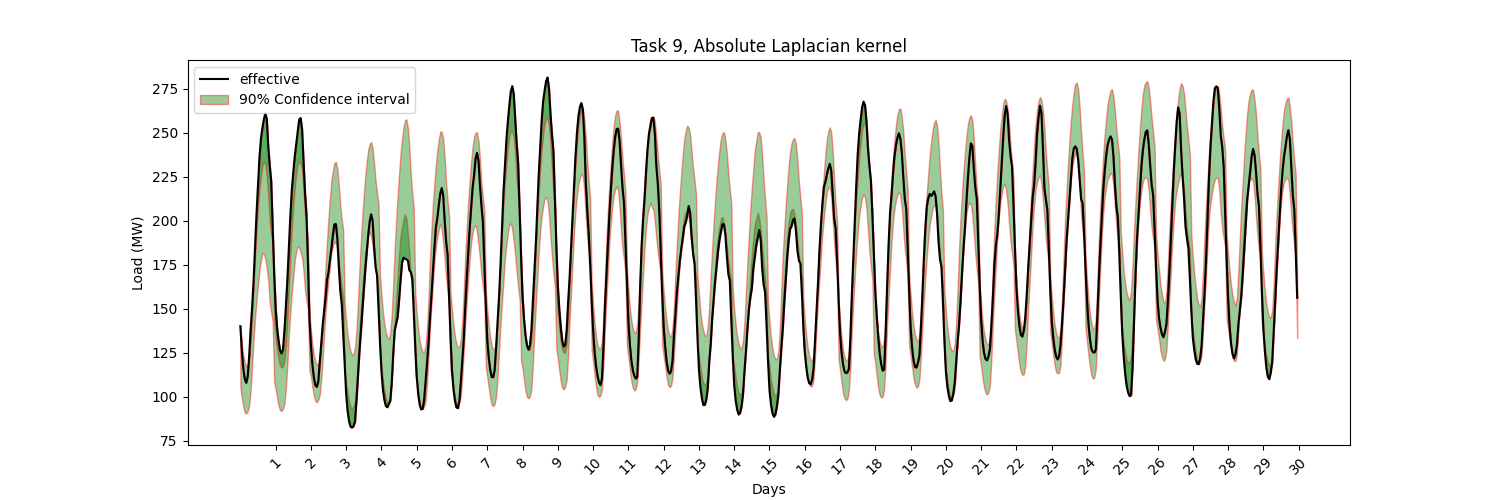 Task 9, Absolute Laplacian kernel
effective
90% Confidence interval
Load (MW)
275
250
225
200
175
150
125
100
75
1 2 3 4 5 6 7 8 9 10 11 12 13 14 15 16 17 18 19 20 21 22 23 24 25 26 27 28 29 30
Days